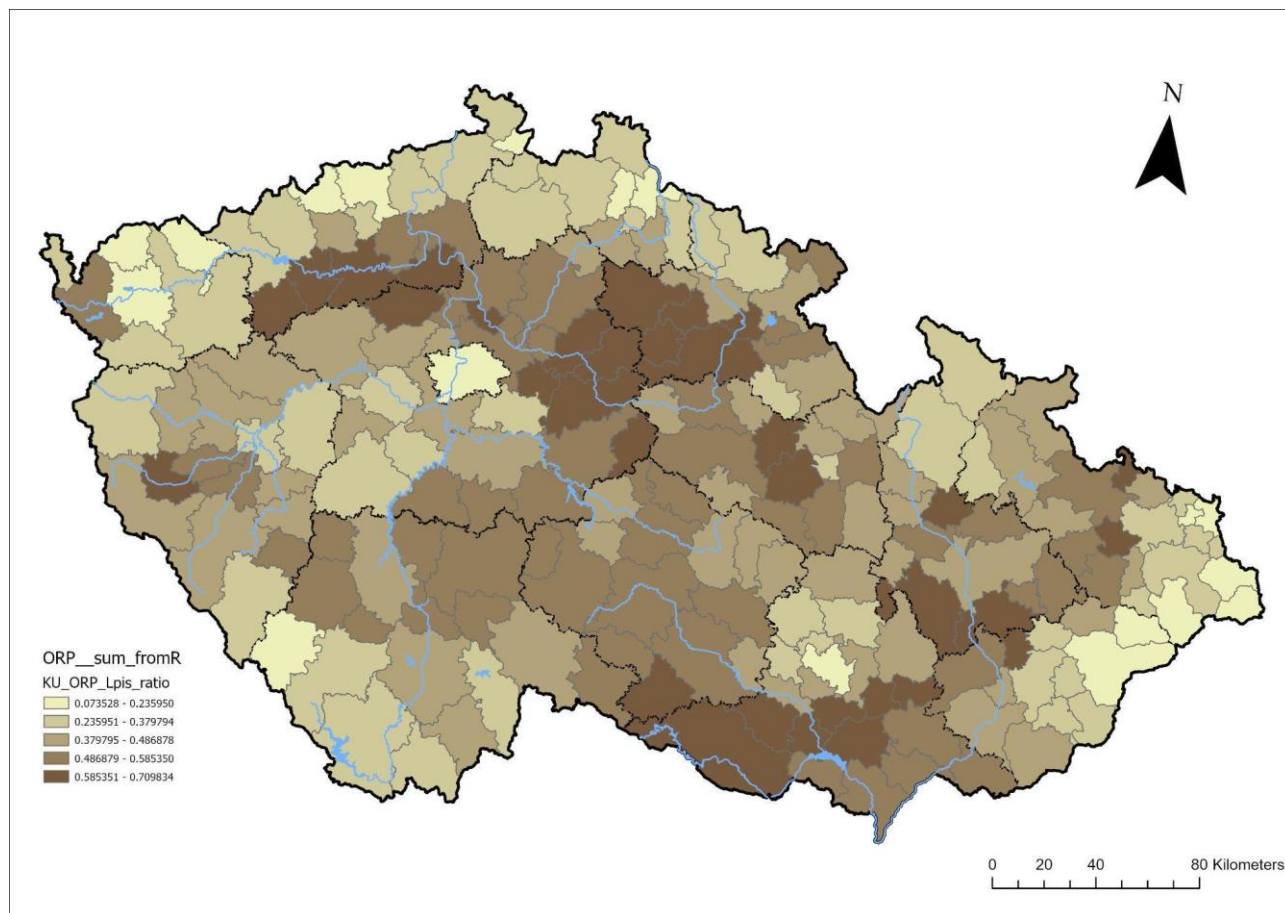 N
ORP__sum_fromR
KU_ORP_Lpis_ratio
0.073528 - 0.235950
0.235951 - 0.379794
0.379795 - 0.486878
0.486879 - 0.585350
0.585351 - 0.709834
0 20 40 80 Kilometers